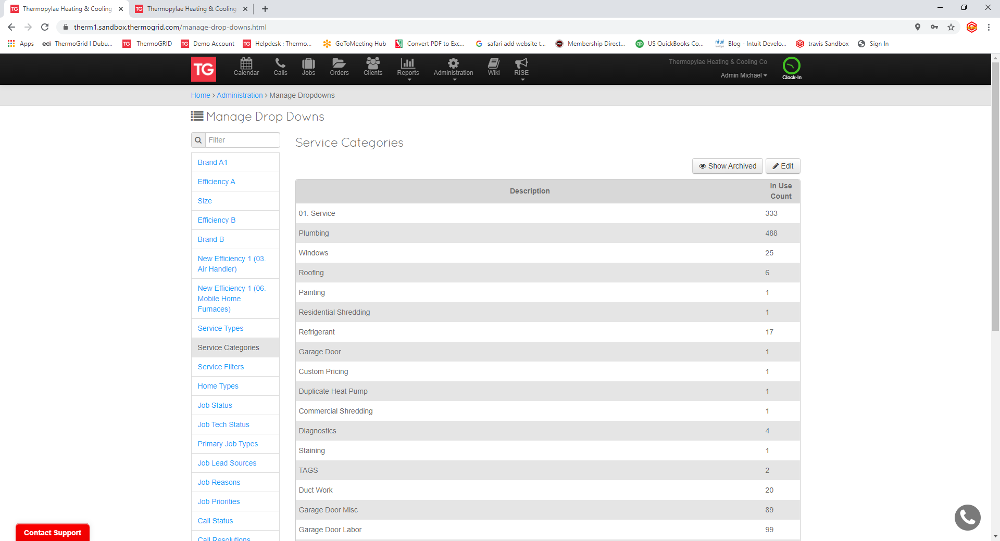 TG Thermopylae Heating & Cooling
TG Thermopylae Heating & Cooling
therm1.sandbox.thermogrid.com/manage-drop-downs.html
Apps
eci ThermoGrid I Dubu...
TG ThermoGRID
TG Demo Account
TG Helpdesk : Thermo...
GoToMeeting Hub
Convert PDF to Exc...
safari add website t...
Membership Direct...
US QuickBooks Co...
Blog - Intuit Develo...
travis Sandbox
Sign In
TG
Calendar
Calls
Jobs
Orders
Clients
Reports
Administration
Wiki
RISE
Thermopylae Heating & Cooling Co
Admin Michael
Clock-In
Home > Administration > Manage Dropdowns
Manage Drop Downs
Filter
Brand A1
Efficiency A
Size
Efficiency B
Brand B
New Efficiency 1 (03.
Air Handler)
New Efficiency 1 (06.
Mobile Home
Furnaces)
Service Types
Service Categories
Service Filters
Home Types
Job Status
Job Tech Status
Primary Job Types
Job Lead Sources
Job Reasons
Job Priorities
Call Status
Call Resolutions
Contact Support
Service Categories
Show Archived
Edit
Description
In Use
Count
01. Service 333
Plumbing 488
Windows 25
Roofing 6
Painting 1
Residential Shredding 1
Refrigerant 17
Garage Door 1
Custom Pricing 1
Duplicate Heat Pump 1
Commercial Shredding 1
Diagnostics 4
Staining 1
TAGS 2
Duct Work 20
Garage Door Misc 89
Garage Door Labor 99